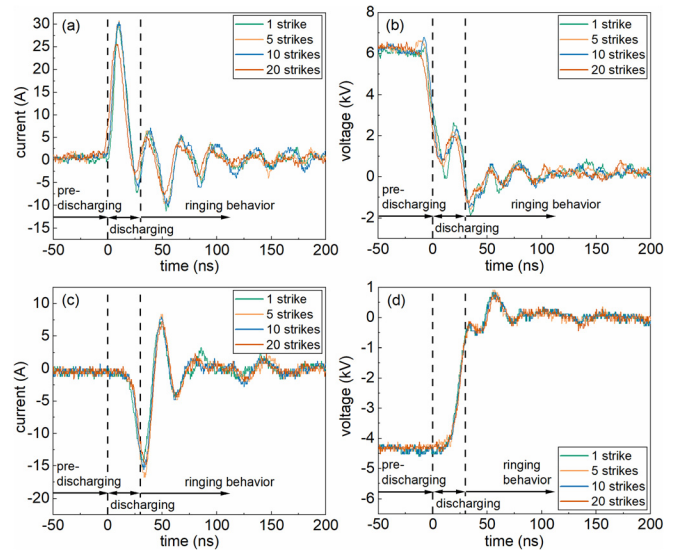 (a)
1 strike
5 strikes
10 strikes
20 strikes
current (A)
30
25
20
15
10
5
0
-5
-10
-15
pre-
discharging
discharging
ringing behavior
-50
0
50
100
150
200
time (ns)
(b)
1 strike
5 strikes
10 strikes
20 strikes
voltage (kV)
8
6
4
2
0
-2
pre-
discharging
discharging
ringing behavior
-50
0
50
100
150
200
time (ns)
(c)
1 strike
5 strikes
10 strikes
20 strikes
current (A)
10
5
0
-5
-10
-15
-20
pre-
discharging
discharging
ringing behavior
-50
0
50
100
150
200
time (ns)
(d)
1 strike
5 strikes
10 strikes
20 strikes
voltage (kV)
1
0
-1
-2
-3
-4
-5
-6
pre-
discharging
discharging
ringing
behavior
-50
0
50
100
150
200
time (ns)